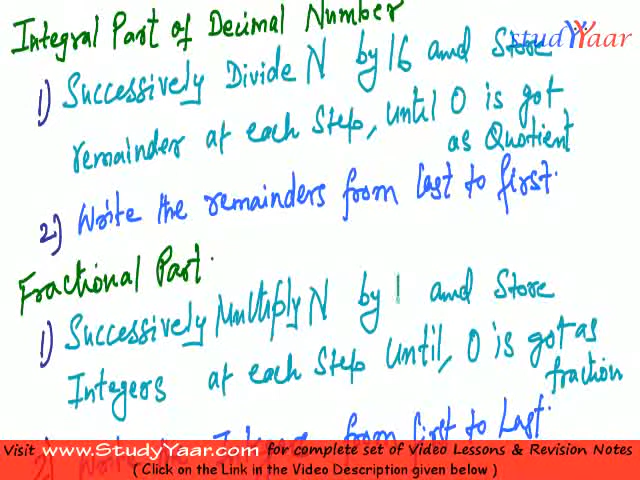 Integral Part of Decimal Number
studYYaar
1) Successively Divide N by 16 and Store
remainder at each Step, until 0 is got
as Quotient
2) Write the remainders from last to first.
Fractional Part.
1) Successively Multiply N by 1 and Store
Integers at each Step until, 0 is got as
fraction
2) from first to Last.
Visit www.StudyYaar.com for complete set of Video Lessons & Revision Notes
( Click on the Link in the Video Description given below )